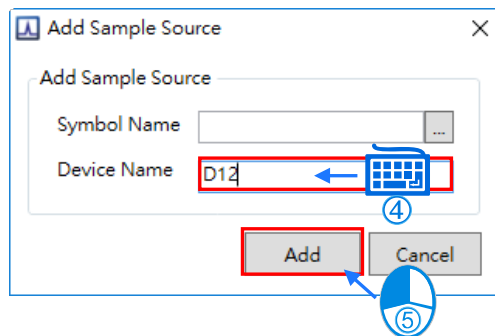 Add Sample Source
Add Sample Source
Symbol Name
...
Device Name D12
④
Add Cancel
⑤